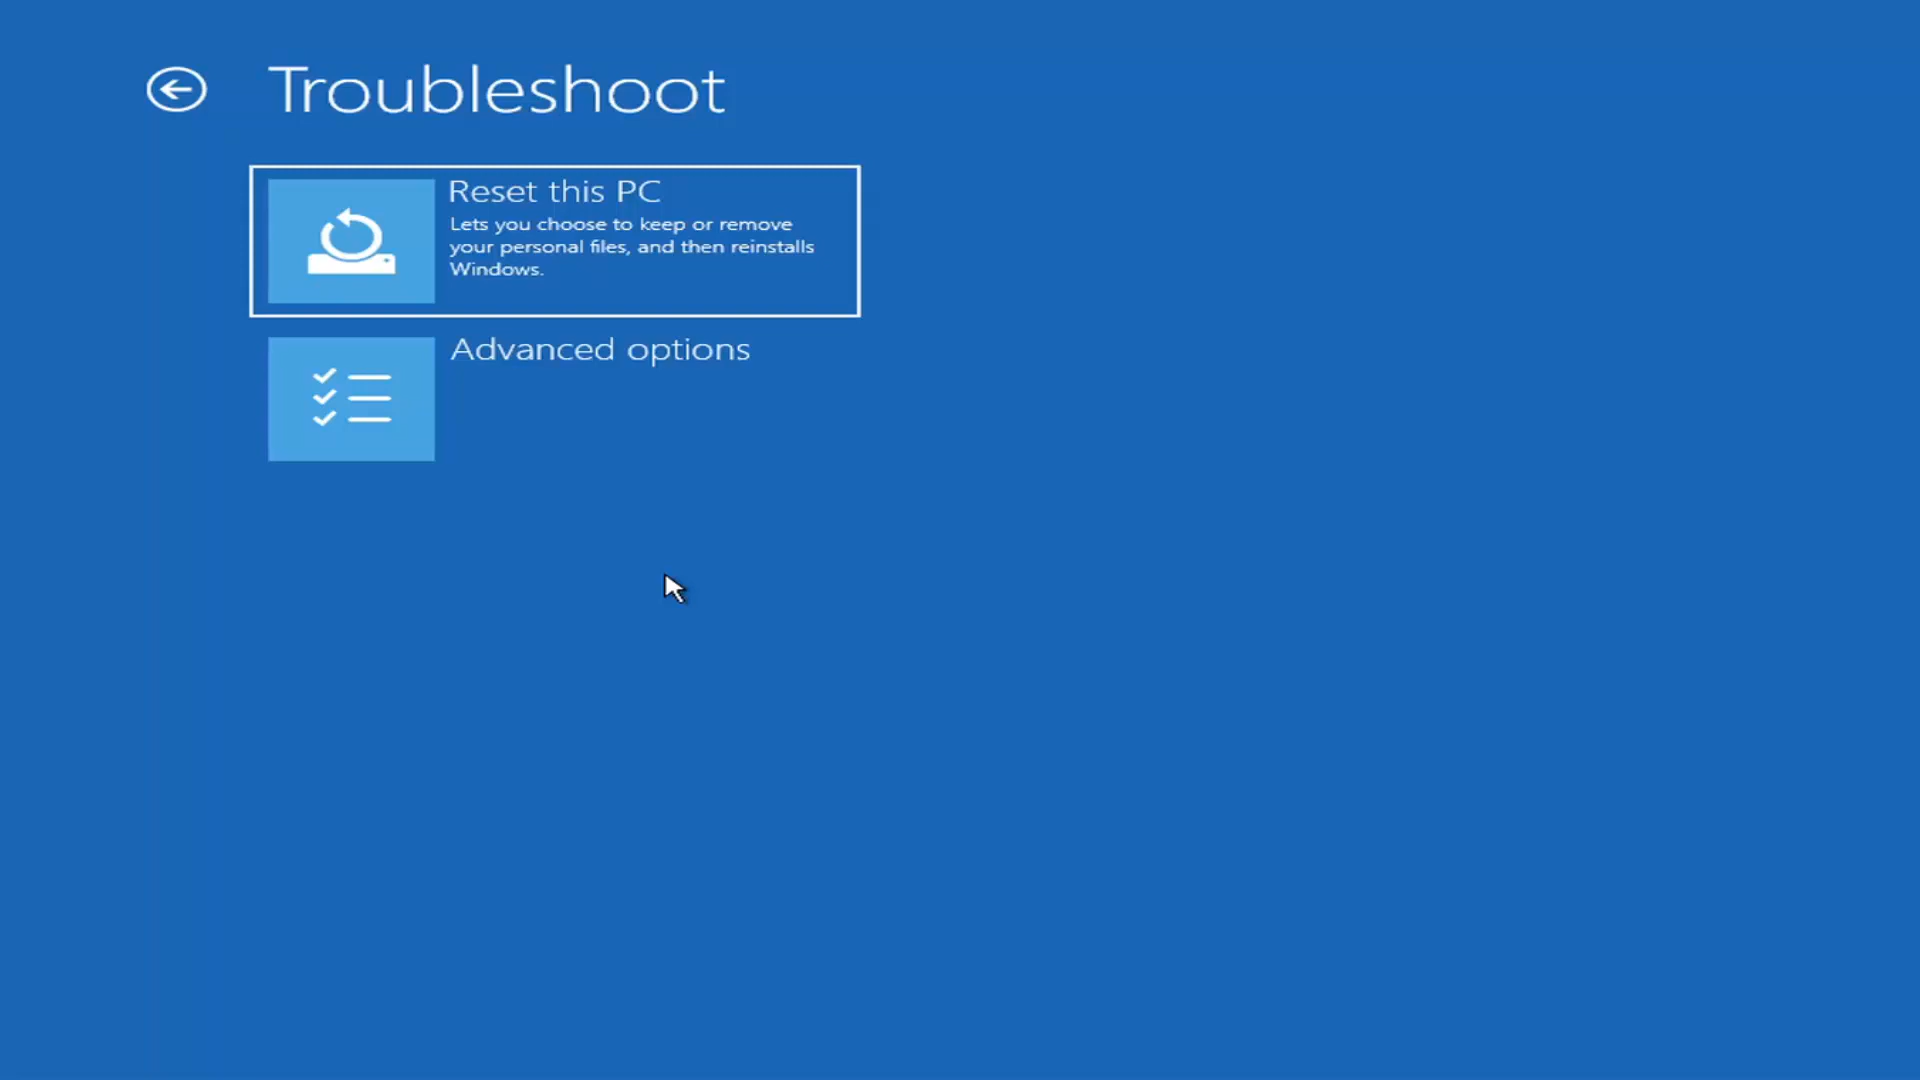 Troubleshoot
Reset this PC
Lets you choose to keep or remove
your personal files, and then reinstalls
Windows.
Advanced options